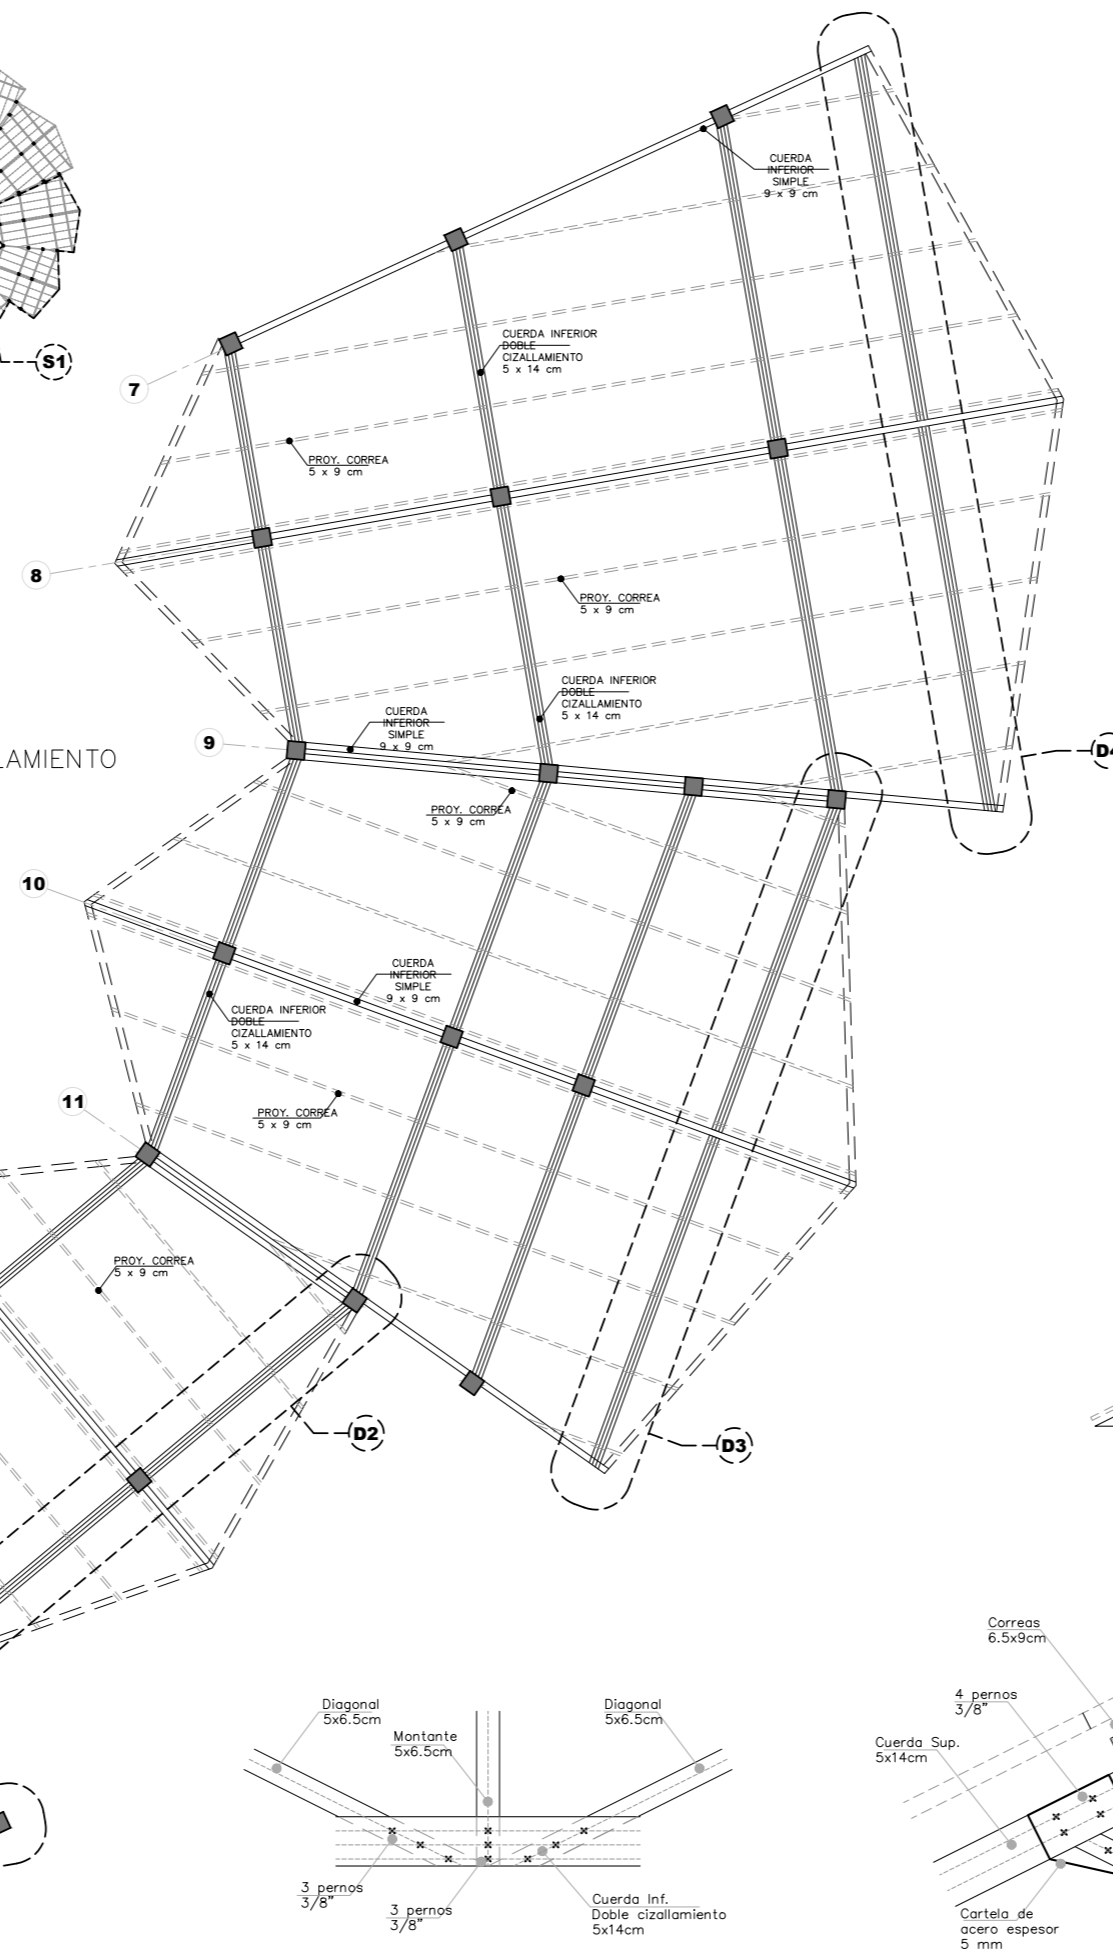 CUERDA
INFERIOR
SIMPLE
9 x 9 cm
CUERDA INFERIOR
DOBLE
CIZALLAMIENTO
5 x 14 cm
S1
7
PROY. CORREA
5 x 9 cm
8
PROY. CORREA
5 x 9 cm
CUERDA INFERIOR
DOBLE
CIZALLAMIENTO
5 x 14 cm
CUERDA
INFERIOR
SIMPLE
9 x 9 cm
9
LAMIENTO
D4
PROY. CORREA
5 x 9 cm
10
CUERDA
INFERIOR
SIMPLE
9 x 9 cm
CUERDA INFERIOR
DOBLE
CIZALLAMIENTO
5 x 14 cm
11
PROY. CORREA
5 x 9 cm
PROY. CORREA
5 x 9 cm
D2
D3
Correas
6.5x9cm
4 pernos
3/8"
Cuerda Sup.
5x14cm
Cartela de
acero espesor
5 mm
Diagonal
5x6.5cm
Montante
5x6.5cm
Diagonal
5x6.5cm
3 pernos
3/8"
3 pernos
3/8"
Cuerda Inf.
Doble cizallamiento
5x14cm